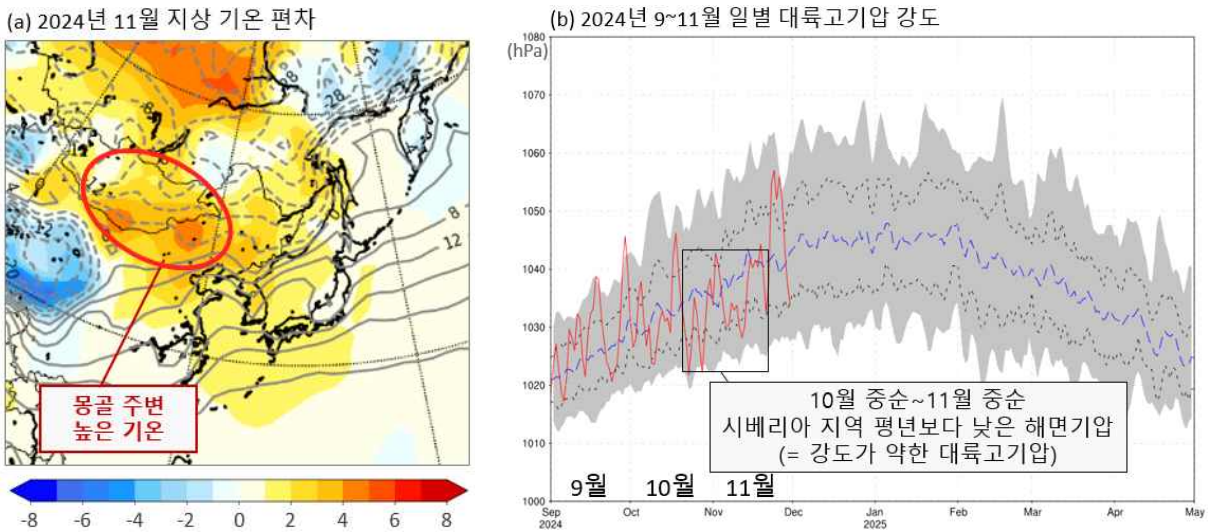 (a) 2024년 11월 지상 기온 편차
몽골 주변
높은 기온
-8 -6 -4 -2 0 2 4 6 8
8
12
-28
-24
(b) 2024년 9~11월 일별 대륙고기압 강도
(hPa)
1080
1070
1060
1050
1040
1030
1020
1010
1000
10월 중순~11월 중순
시베리아 지역 평년보다 낮은 해면기압
(= 강도가 약한 대륙고기압)
9월 10월 11월
Sep Oct Nov Dec Jan Feb Mar Apr May
2024 2025